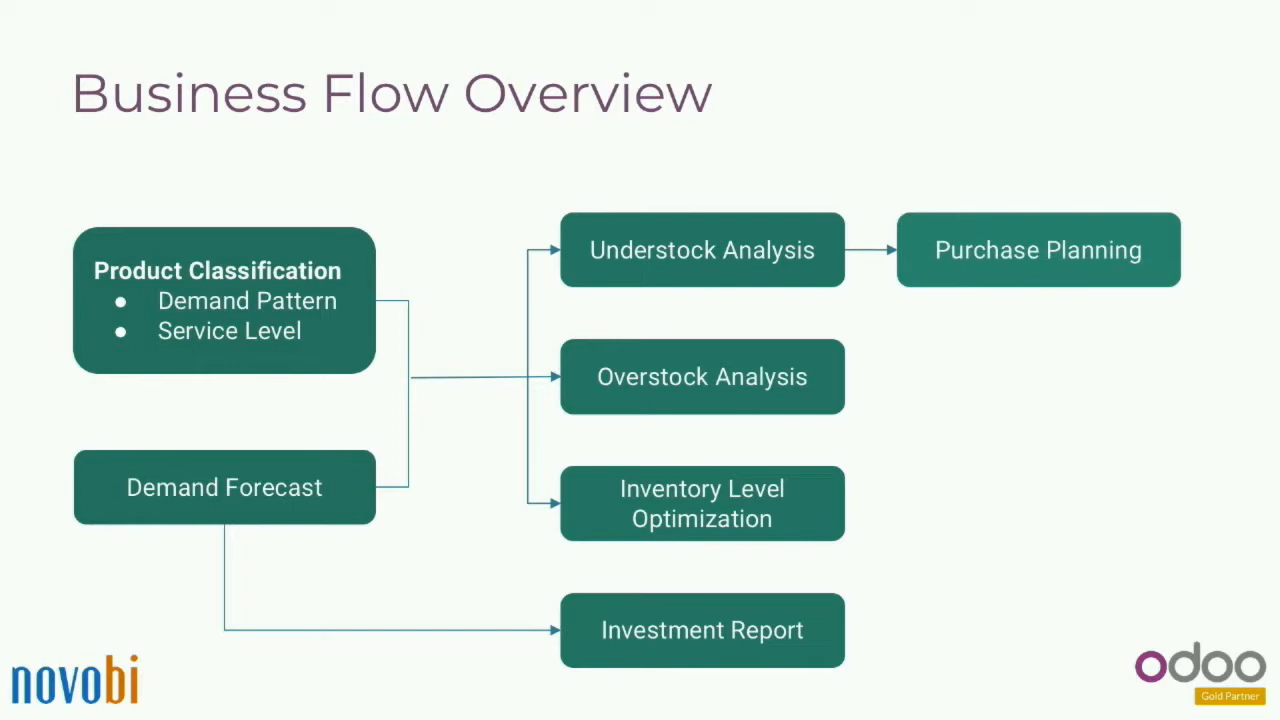 Business Flow Overview
Product Classification
● Demand Pattern
● Service Level
Demand Forecast
Understock Analysis
Purchase Planning
Overstock Analysis
Inventory Level
Optimization
Investment Report
novobi
odoo
Gold Partner